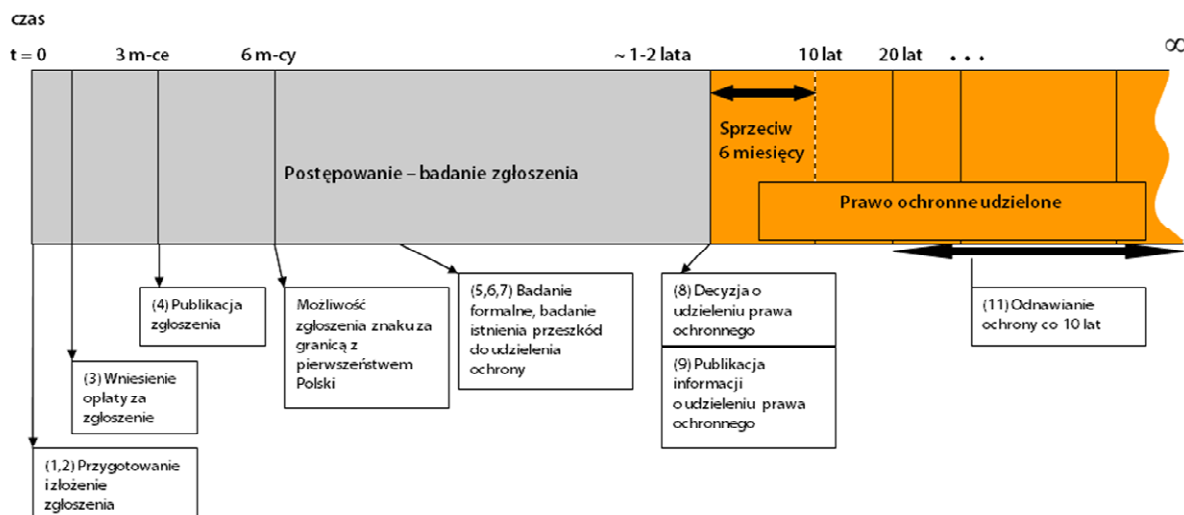 czas
t = 0
3 m-ce
6 m-cy
~ 1-2 lata
10 lat
20 lat
. . .
∞
Sprzeciw
6 miesięcy
Postępowanie – badanie zgłoszenia
Prawo ochronne udzielone
(4) Publikacja
zgłoszenia
Możliwość
zgłoszenia znaku za
granicą z
pierwszeństwem
Polski
(5,6,7) Badanie
formalne, badanie
istnienia przeszkód
do udzielenia
ochrony
(8) Decyzja o
udzieleniu prawa
ochronnego
(9) Publikacja
informacji
o udzieleniu prawa
ochronnego
(11) Odnawianie
ochrony co 10 lat
(3) Wniesienie
opłaty za
zgłoszenie
(1,2) Przygotowanie
i złożenie
zgłoszenia